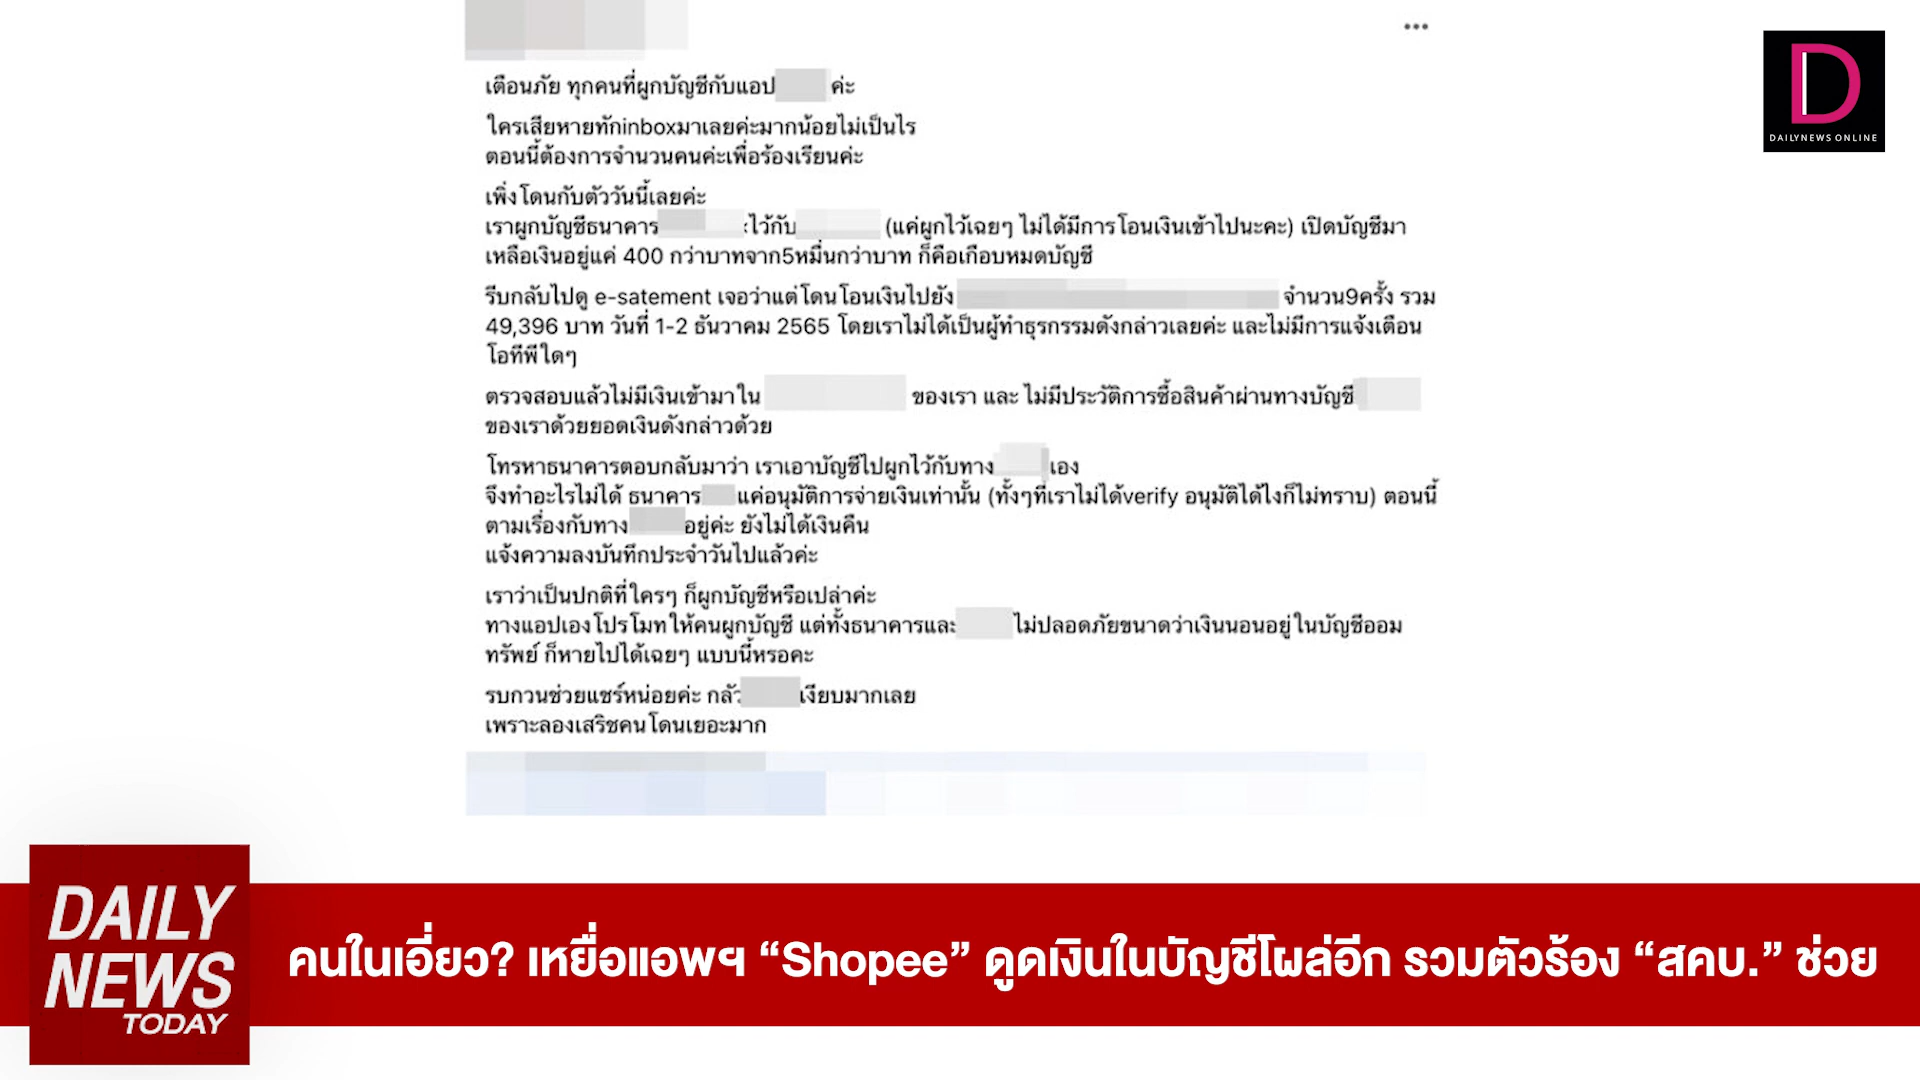 เตือนภัย ทุกคนที่ผูกบัญชีกับแอป ค่ะ
ใครเสียหายทักinboxมาเลยค่ะมากน้อยไม่เป็นไร
ตอนนี้ต้องการจำนวนคนค่ะเพื่อร้องเรียนค่ะ
เพิ่งโดนกับตัววันนี้เลยค่ะ
เราผูกบัญชีธนาคาร ไว้กับ (แค่ผูกไว้เฉยๆ ไม่ได้มีการโอนเงินเข้าไปนะคะ) เปิดบัญชีมา
เหลือเงินอยู่แค่ 400 กว่าบาทจาก5หมื่นกว่าบาท ก็คือเกือบหมดบัญชี
รีบกลับไปดู e-satement เจอว่าแต่โดนโอนเงินไปยัง จำนวน9ครั้ง รวม
49,396 บาท วันที่ 1-2 ธันวาคม 2565 โดยเราไม่ได้เป็นผู้ทำธุรกรรมดังกล่าวเลยค่ะ และไม่มีการแจ้งเตือน
โอทีพีใดๆ
ตรวจสอบแล้วไม่มีเงินเข้ามาใน ของเรา และ ไม่มีประวัติการซื้อสินค้าผ่านทางบัญชี
ของเราด้วยยอดเงินดังกล่าวด้วย
โทรหาธนาคารตอบกลับมาว่า เราเอาบัญชีไปผูกไว้กับทาง เอง
จึงทำอะไรไม่ได้ ธนาคาร แค่อนุมัติการจ่ายเงินเท่านั้น (ทั้งๆที่เราไม่ได้verify อนุมัติได้ไงก็ไม่ทราบ) ตอนนี้
ตามเรื่องกับทาง อยู่ค่ะ ยังไม่ได้เงินคืน
แจ้งความลงบันทึกประจำวันไปแล้วค่ะ
เราว่าเป็นปกติที่ใครๆ ก็ผูกบัญชีหรือเปล่าค่ะ
ทางแอปเองโปรโมทให้คนผูกบัญชี แต่ทั้งธนาคารและ ไม่ปลอดภัยขนาดว่าเงินนอนอยู่ในบัญชีออม
ทรัพย์ ก็หายไปได้เฉยๆ แบบนี้หรอคะ
รบกวนช่วยแชร์หน่อยค่ะ กลัว เงียบมากเลย
เพราะลองเสริชคนโดนเยอะมาก
D
DAILYNEWS ONLINE
DAILY
NEWS
TODAY
คนในเอี่ยว? เหยื่อแอพฯ “Shopee” ดูดเงินในบัญชีโผล่อีก รวมตัวร้อง “สคบ.” ช่วย